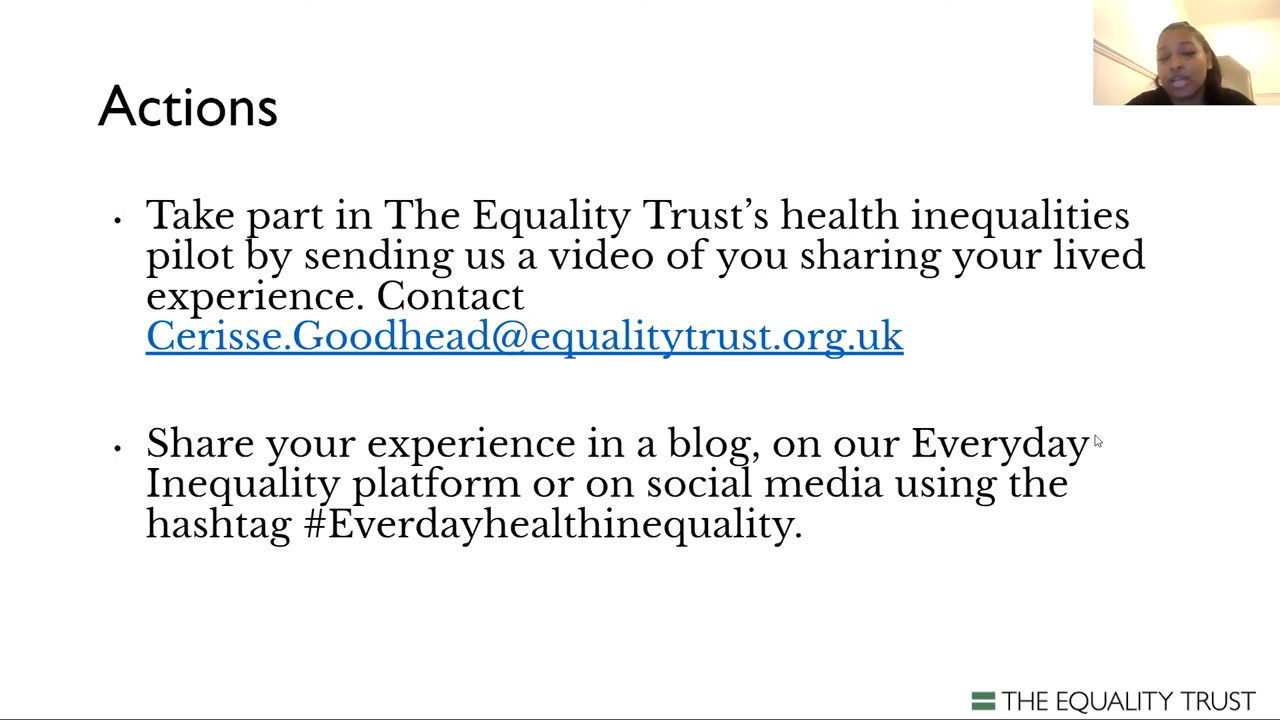 Actions
• Take part in The Equality Trust’s health inequalities
pilot by sending us a video of you sharing your lived
experience. Contact
Cerisse.Goodhead@equalitytrust.org.uk
• Share your experience in a blog, on our Everyday
Inequality platform or on social media using the
hashtag #Everdayhealthinequality.
THE EQUALITY TRUST